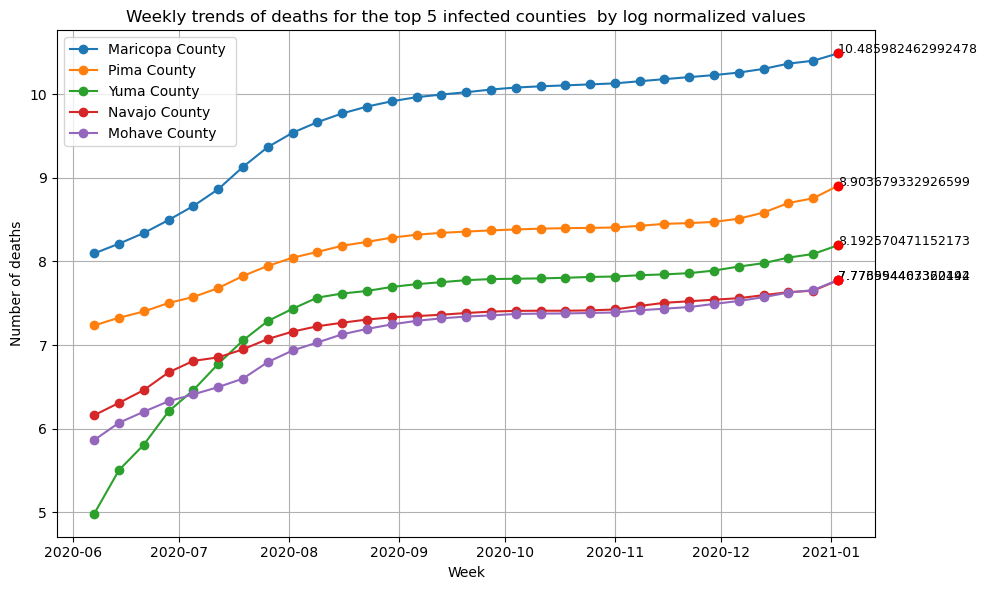 Weekly trends of deaths for the top 5 infected counties  by log normalized values
Maricopa County
Pima County
Yuma County
Navajo County
Mohave County
10.485982462992478
8.903679332926599
8.192570471152173
10
9
8
7
6
5
Number of deaths
2020-06
2020-07
2020-08
2020-09
2020-10
2020-11
2020-12
2021-01
Week